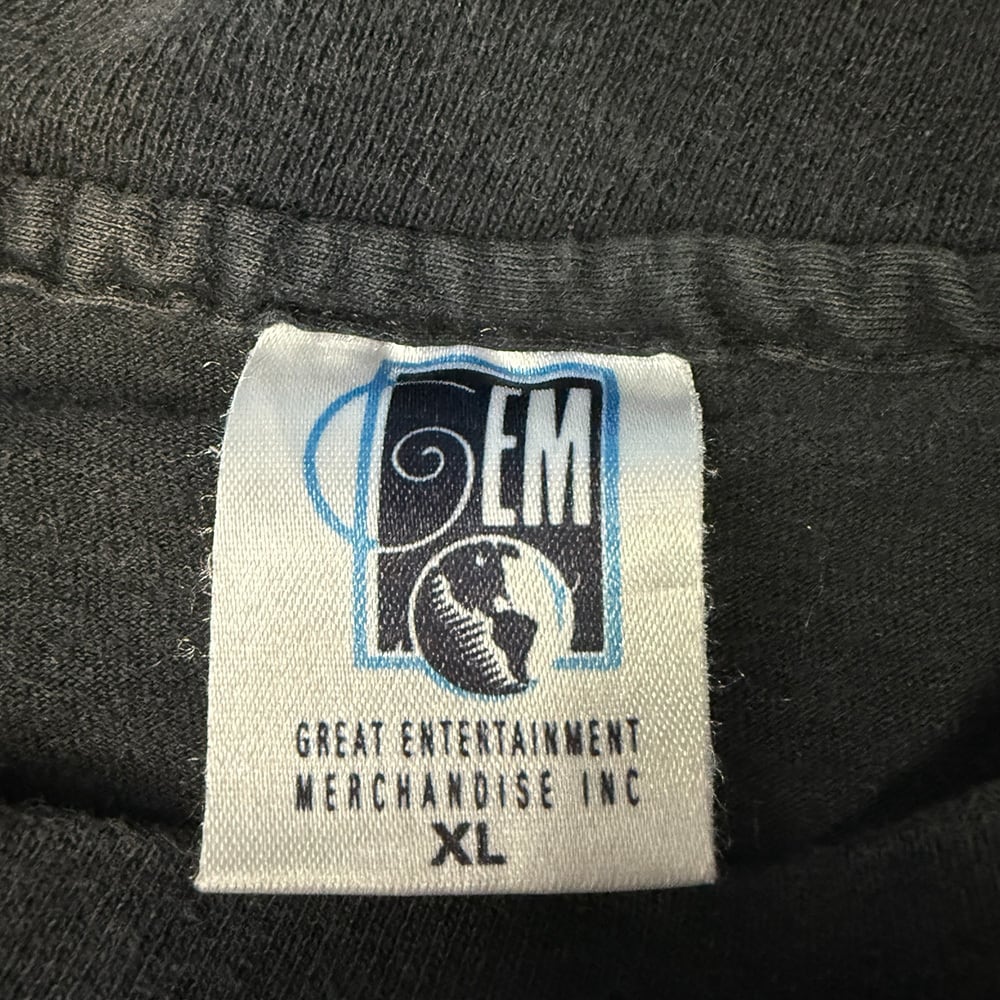 GEM
GREAT ENTERTAINMENT
MERCHANDISE INC
XL